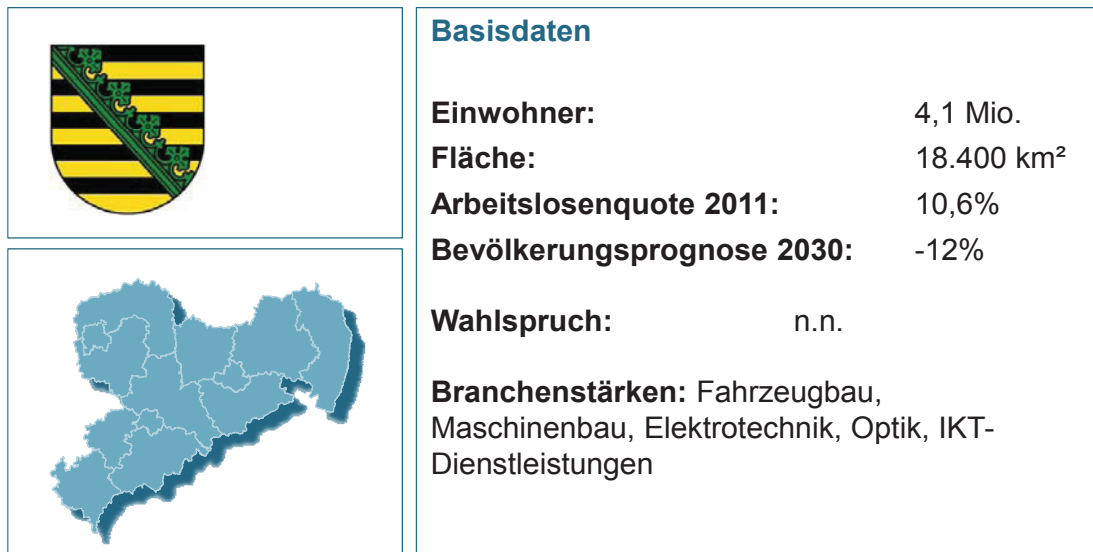 Basisdaten
Einwohner: 4,1 Mio.
Fläche: 18.400 km²
Arbeitslosenquote 2011: 10,6%
Bevölkerungsprognose 2030: -12%
Wahlspruch: n.n.
Branchenstärken: Fahrzeugbau,
Maschinenbau, Elektrotechnik, Optik, IKT-
Dienstleistungen